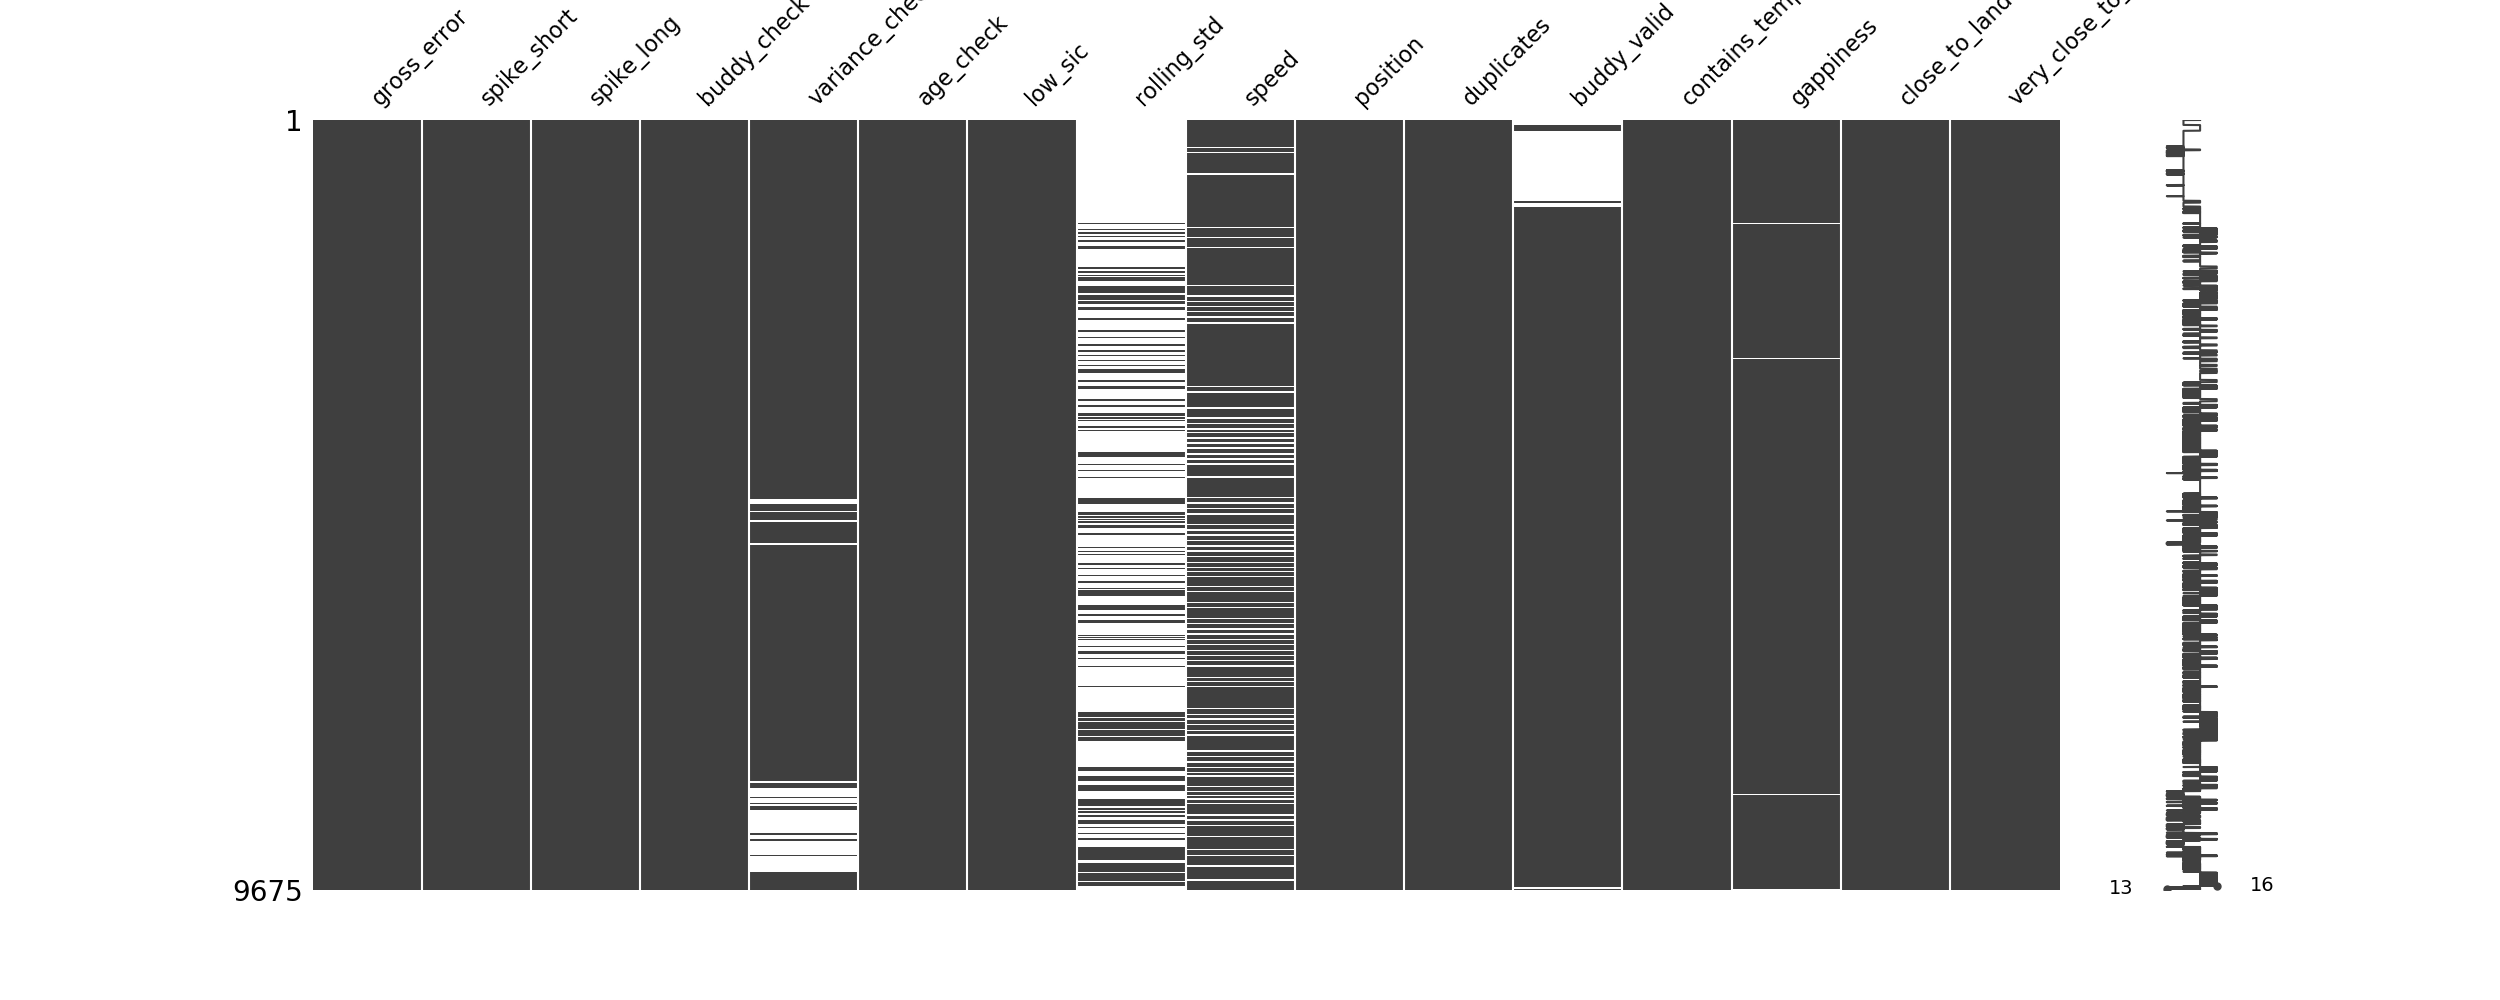 gross_error
spike_short
spike_long
buddy_check
age_check
low_sic
rolling_std
speed
position
duplicates
buddy_valid
gappiness
close_to_land
1
9675
13
16